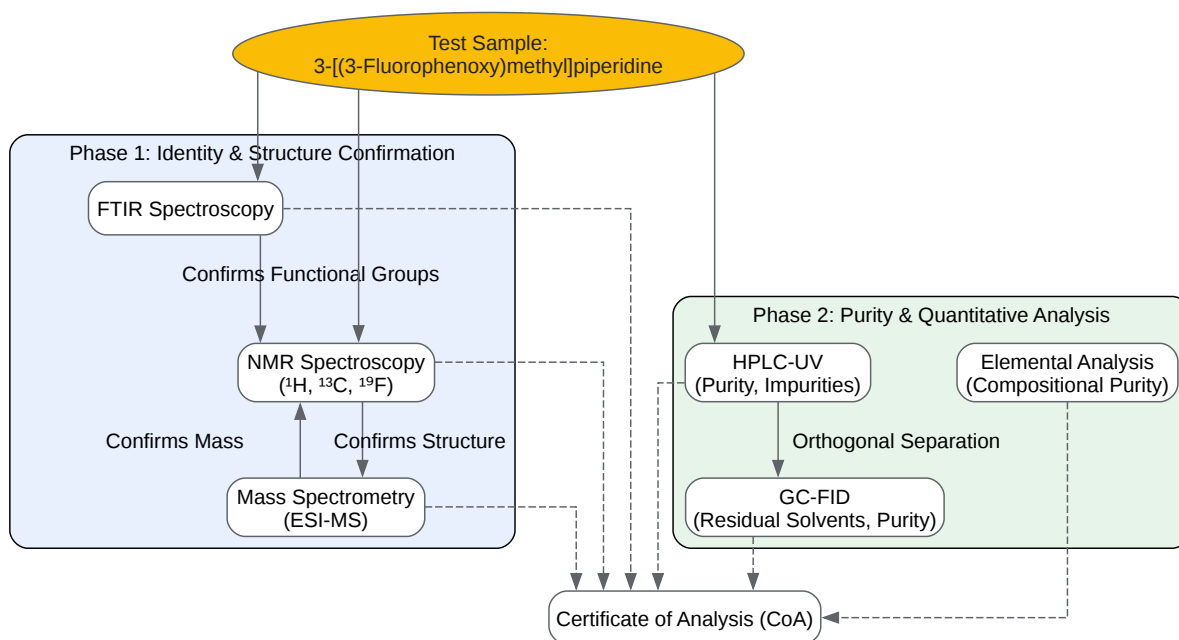 Test Sample:
3-[(3-Fluorophenoxy)methyl]piperidine
Phase 1: Identity & Structure Confirmation
FTIR Spectroscopy
Confirms Functional Groups
NMR Spectroscopy
(¹H, ¹³C, ¹⁹F)
Confirms Mass
Confirms Structure
Mass Spectrometry
(ESI-MS)
Phase 2: Purity & Quantitative Analysis
HPLC-UV
(Purity, Impurities)
Elemental Analysis
(Compositional Purity)
Orthogonal Separation
GC-FID
(Residual Solvents, Purity)
Certificate of Analysis (CoA)